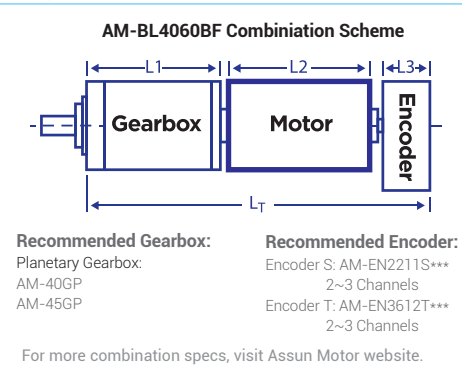 AM-BL4060BF Combiniation Scheme
L1 L2 L3
Gearbox Motor Encoder
LT
Recommended Gearbox:
Planetary Gearbox:
AM-40GP
AM-45GP
Recommended Encoder:
Encoder S: AM-EN2211S***
2~3 Channels
Encoder T: AM-EN3612T***
2~3 Channels
For more combination specs, visit Assun Motor website.